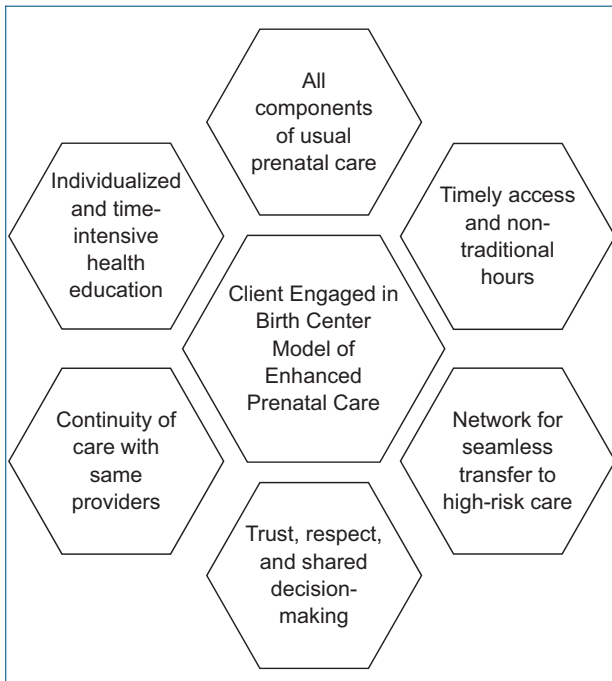 All
components
of usual
prenatal care
Individualized
and time-
intensive
health
education
Timely access
and non-
traditional
hours
Client Engaged in
Birth Center
Model of
Enhanced
Prenatal Care
Continuity of
care with
same
providers
Network for
seamless
transfer to
high-risk care
Trust, respect,
and shared
decision-
making